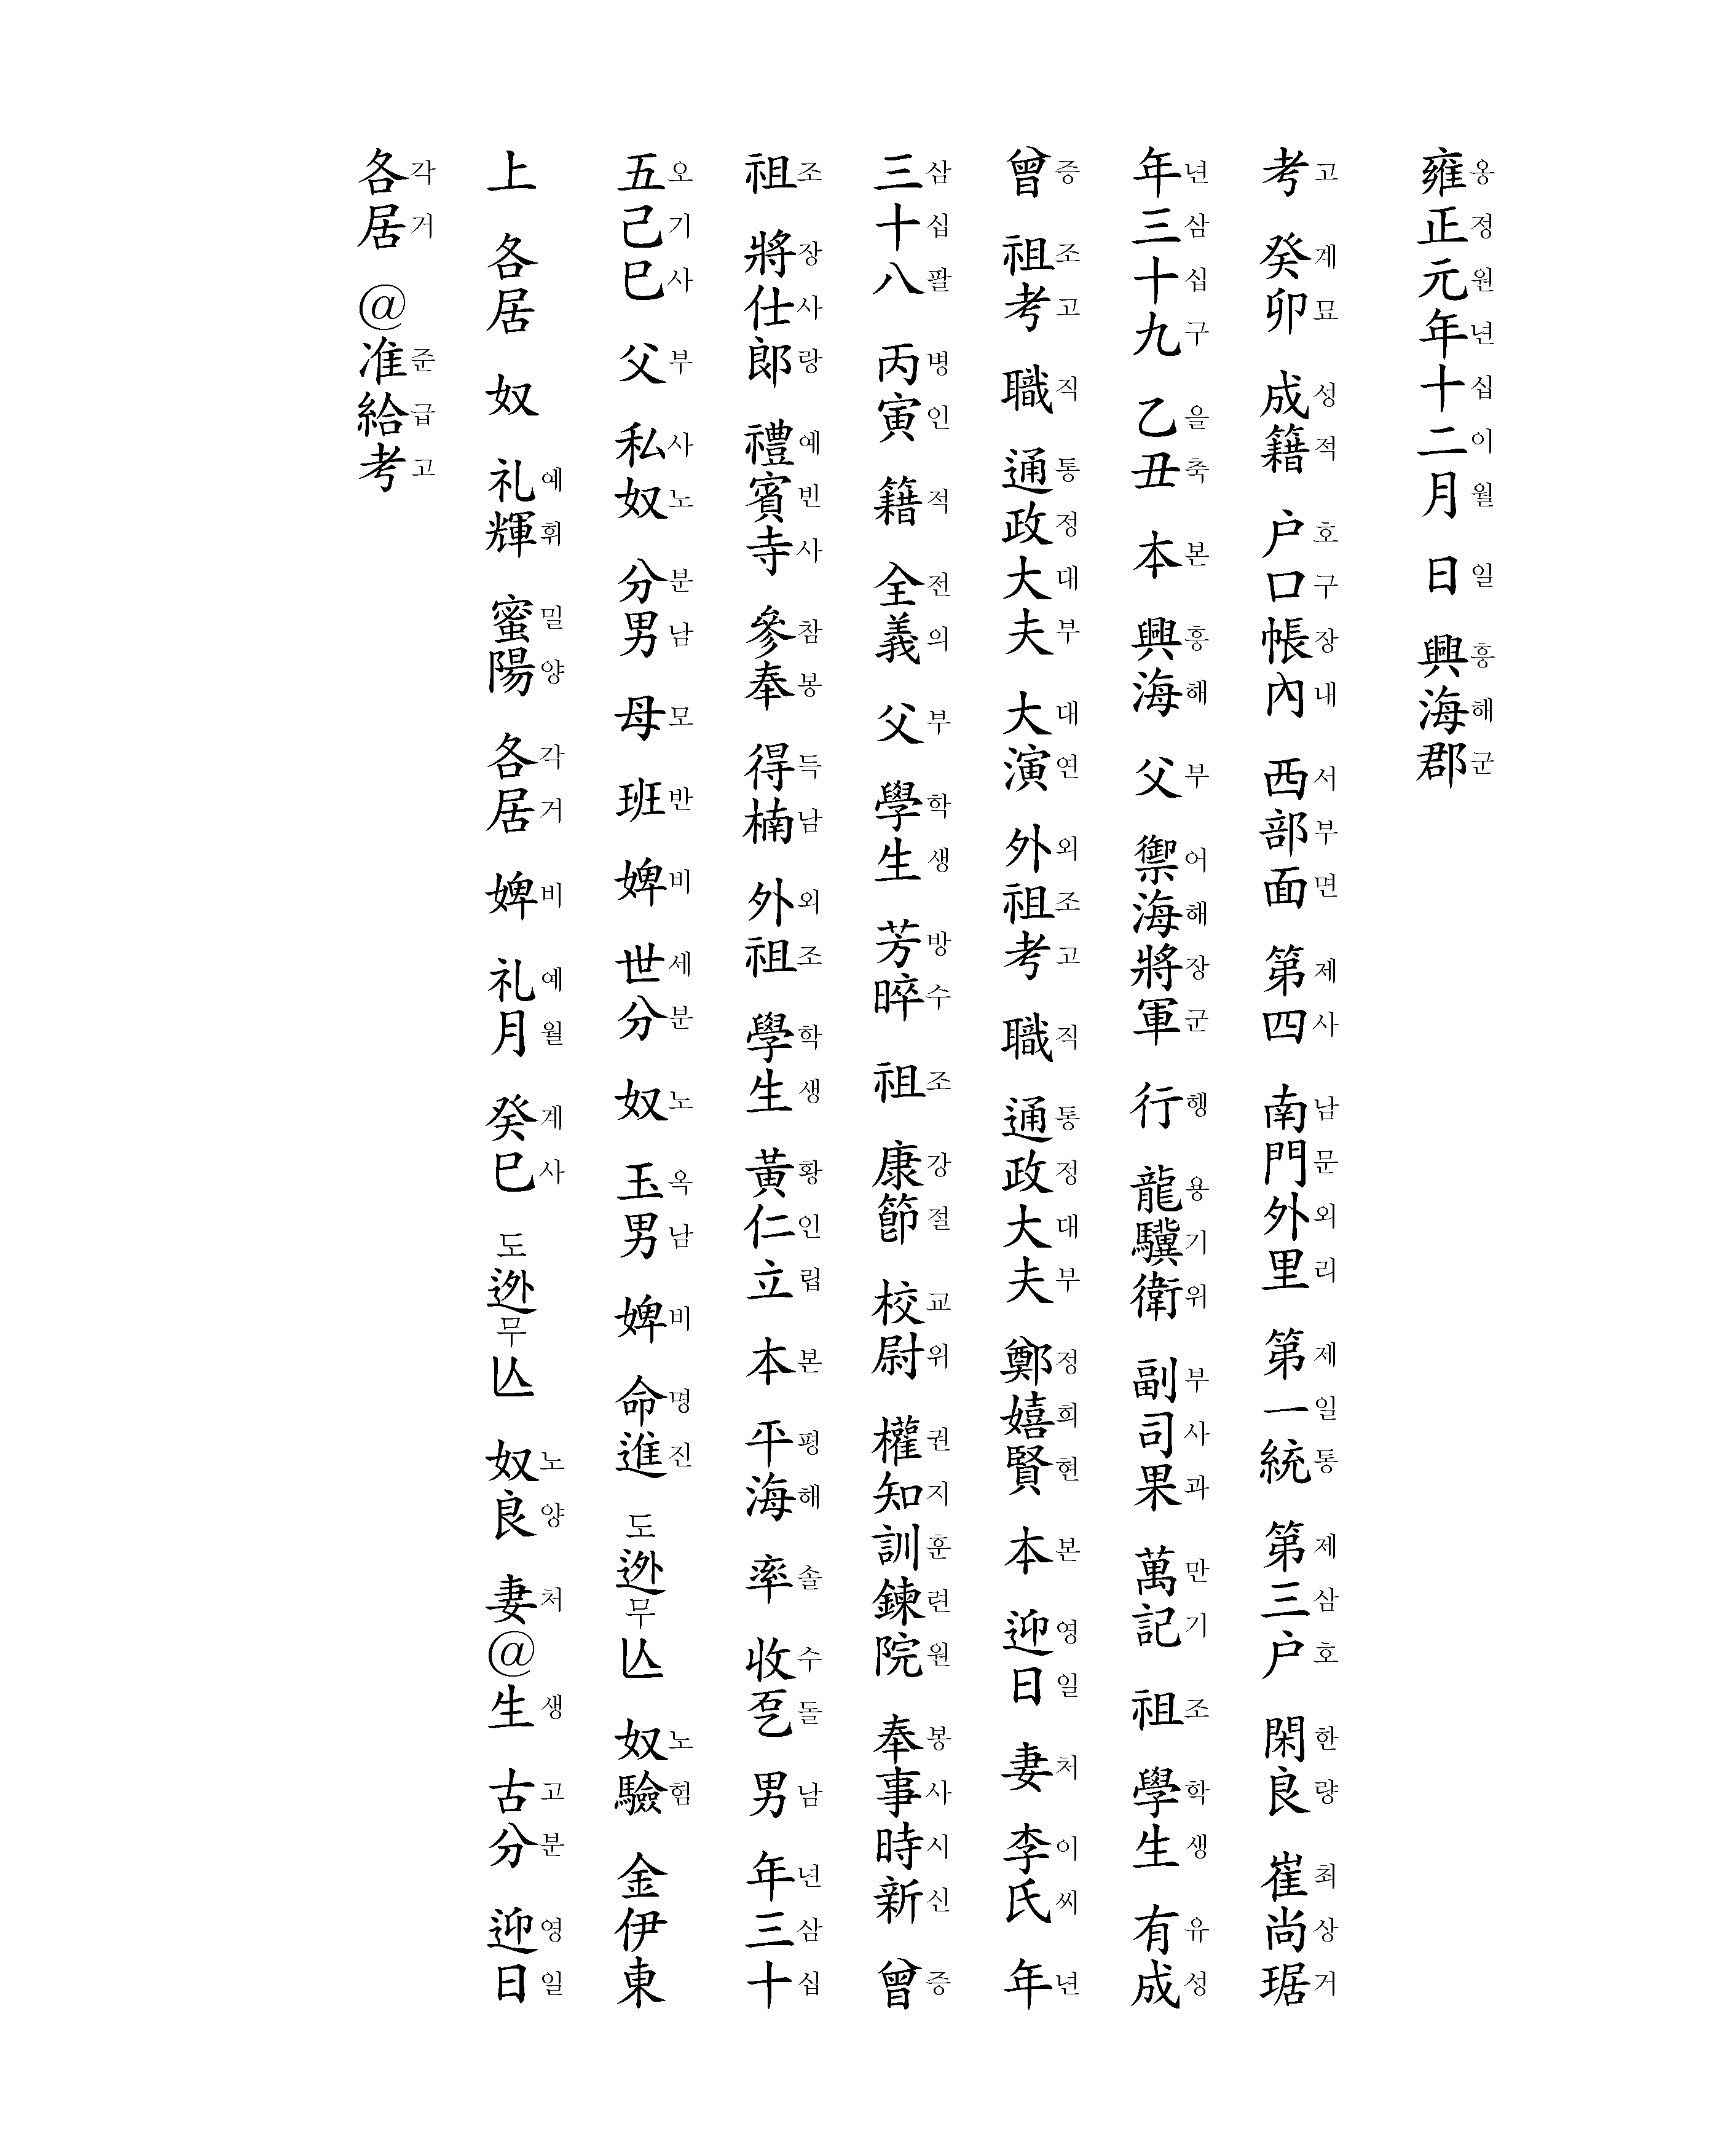 雍正元年十二月 日 興海郡
옹정원년십이월 일 흥해군
考 癸卯 成籍 户口帳內 西部面 第四 南門外里 第一統 第三户 閑良 崔尚琚
고 계묘 성적 호구장내 서부면 제사 남문외리 제일통 제삼호 한량 최상거
年三十九 乙丑 本 興海 父 禦海將軍 行 龍驥衛 副司果 萬記 祖 學生 有成
년삼십구 을축 본 흥해 부 어해장군 행 용기위 부사과 만기 조 학생 유성
曾 祖考 職 通政大夫 大演 外祖考 職 通政大夫 鄭嬉賢 本 迎日 妻 李氏 年
증 조고 직 통정대부 대연 외조고 직 통정대부 정희현 본 영일 처 이씨 년
三十八 丙寅 籍 全義 父 學生 芳晬 祖 康節 校尉 權知訓鍊院 奉事時新 曾
삼십팔 병인 적 전의 부 학생 방수 조 강절 교위 권지훈련원 봉사시신 증
祖 將仕郎 禮賓寺 參奉 得楠 外祖 學生 黃仁立 本 平海 率 收乭 男 年三十
조 장사랑 예빈사 참봉 득남 외조 학생 황인립 본 평해 솔 수돌 남 년삼십
五己巳 父 私奴 分男 母 班 婢 世分 奴 玉男 婢 命進 도迯무亾 奴驗 金伊東
오기사 부 사노 분남 모 반 비 세분 노 옥남 비 명진 노험
上 各居 奴 礼輝 蜜陽 各居 婢 礼月 癸巳 도迯무亾 奴良 妻@生 古分 迎日
예휘 밀양 각거 비 예월 계사 노양 처 생 고분 영일
各居 @准給考
각거 준급고